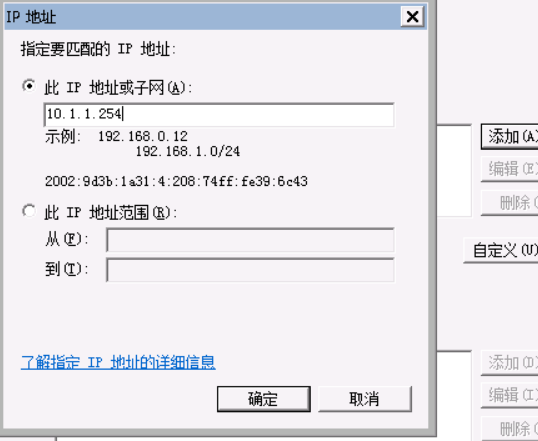 IP 地址
指定要匹配的 IP 地址:
此 IP 地址或子网(A):
10.1.1.254
示例: 192.168.0.12
192.168.1.0/24
2002:9d3b:1a31:4:208:74ff:fe39:6c43
此 IP 地址范围(R):
从(F):
到(T):
了解指定 IP 地址的详细信息
确定
取消
添加(A)
编辑(E)
删除(
自定义(U)
添加(D)
编辑(I)
删除(